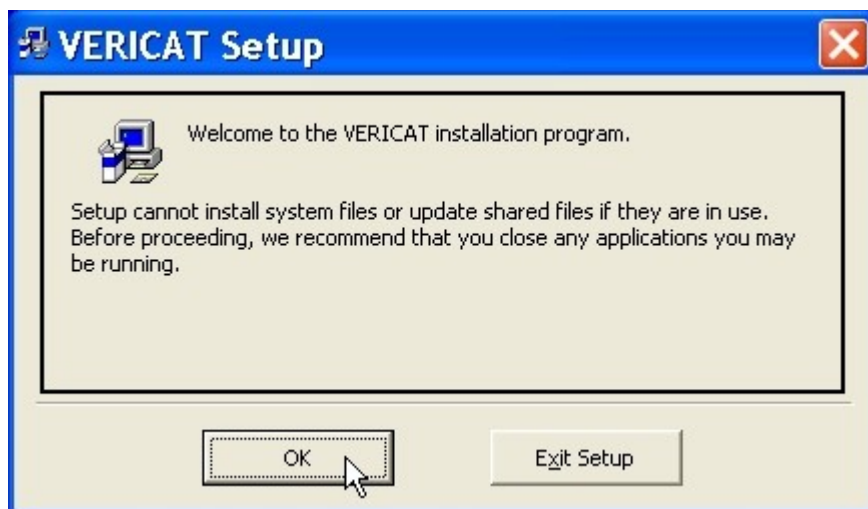 VERICAT Setup
Welcome to the VERICAT installation program.
Setup cannot install system files or update shared files if they are in use.
Before proceeding, we recommend that you close any applications you may
be running.
OK
Exit Setup